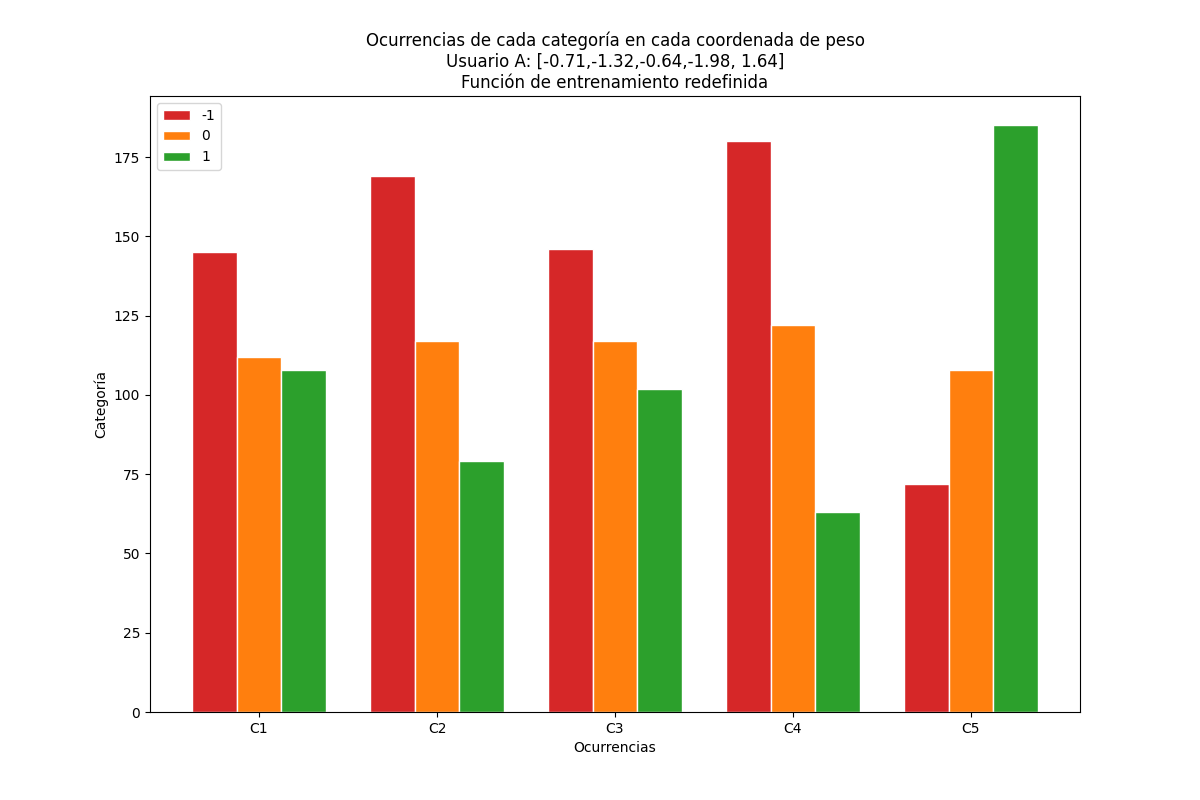 Ocurrencias de cada categoría en cada coordenada de peso
Usuario A: [-0.71,-1.32,-0.64,-1.98, 1.64]
Función de entrenamiento redefinida
-1
0
1
175
150
125
100
75
50
25
0
Categoría
C1 C2 C3 C4 C5
Ocurrencias